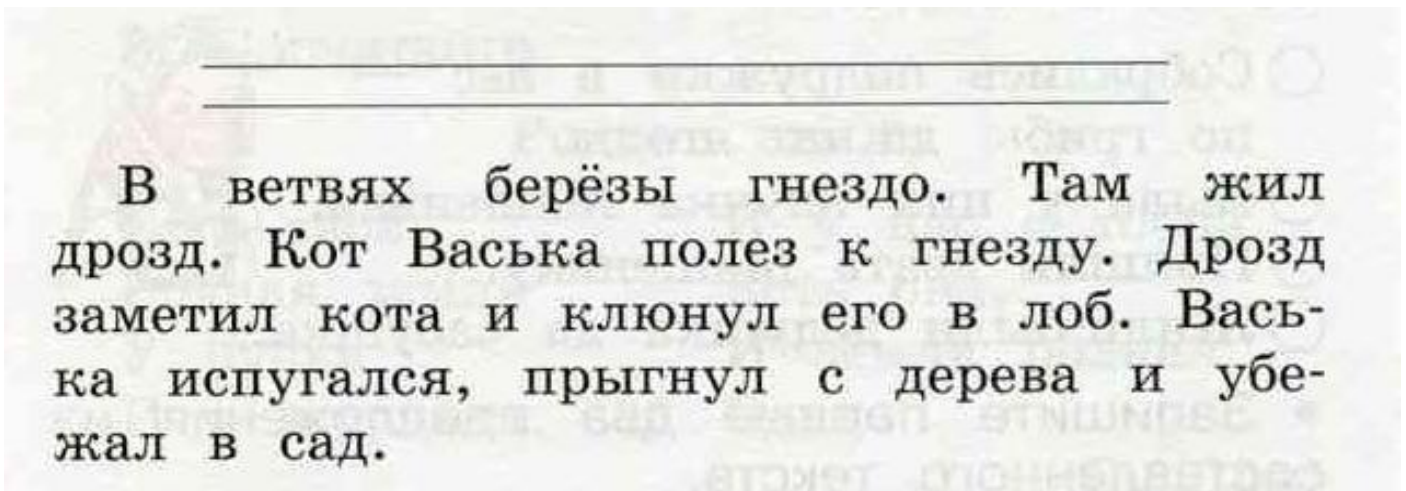 В ветвях берёзы гнездо. Там жил
дрозд. Кот Васька полез к гнезду. Дрозд
заметил кота и клюнул его в лоб. Вась-
ка испугался, прыгнул с дерева и убе-
жал в сад.